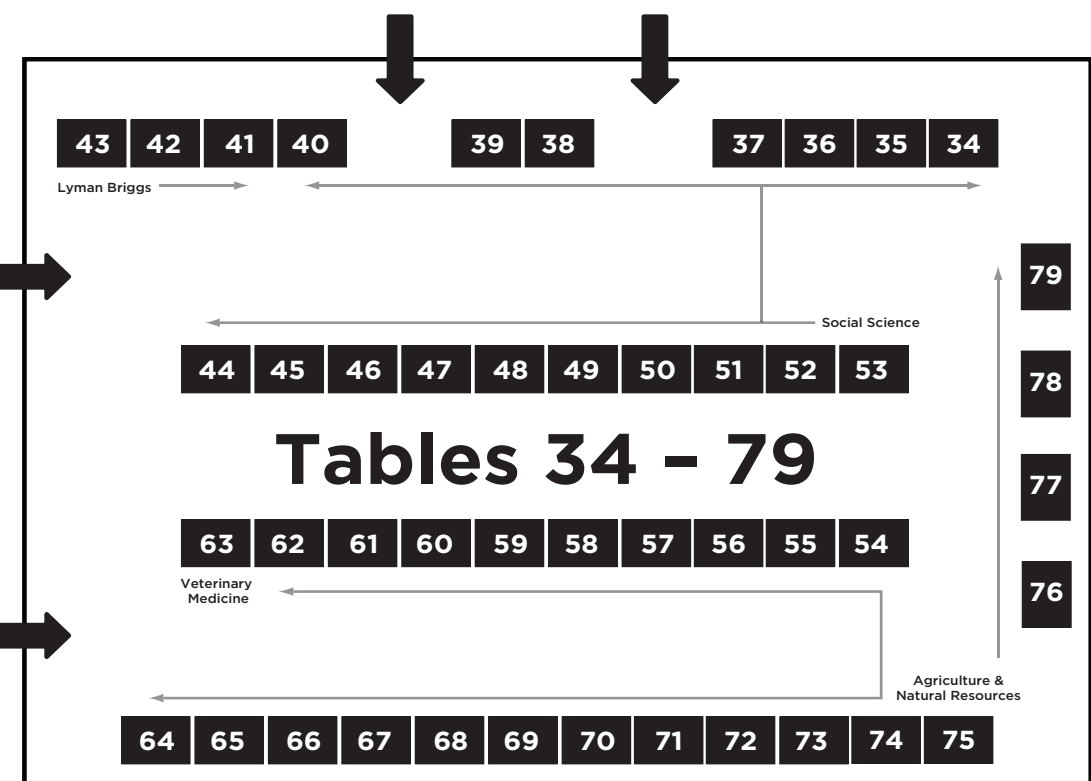 43 42 41 40 39 38 37 36 35 34
Lyman Briggs
79
Social Science
44 45 46 47 48 49 50 51 52 53
78
Tables 34 – 79
77
63 62 61 60 59 58 57 56 55 54
76
Veterinary
Medicine
Agriculture &
Natural Resources
64 65 66 67 68 69 70 71 72 73 74 75